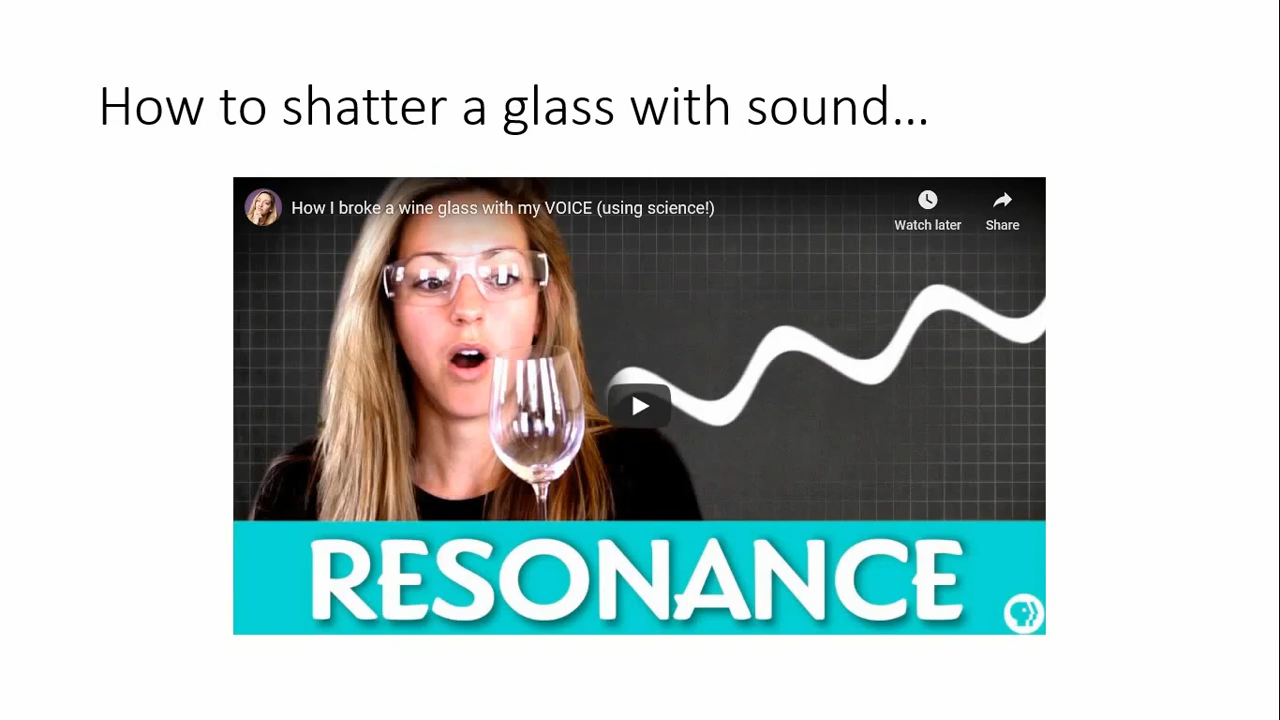 How to shatter a glass with sound...
How I broke a wine glass with my VOICE (using science!)
Watch later
Share
RESONANCE